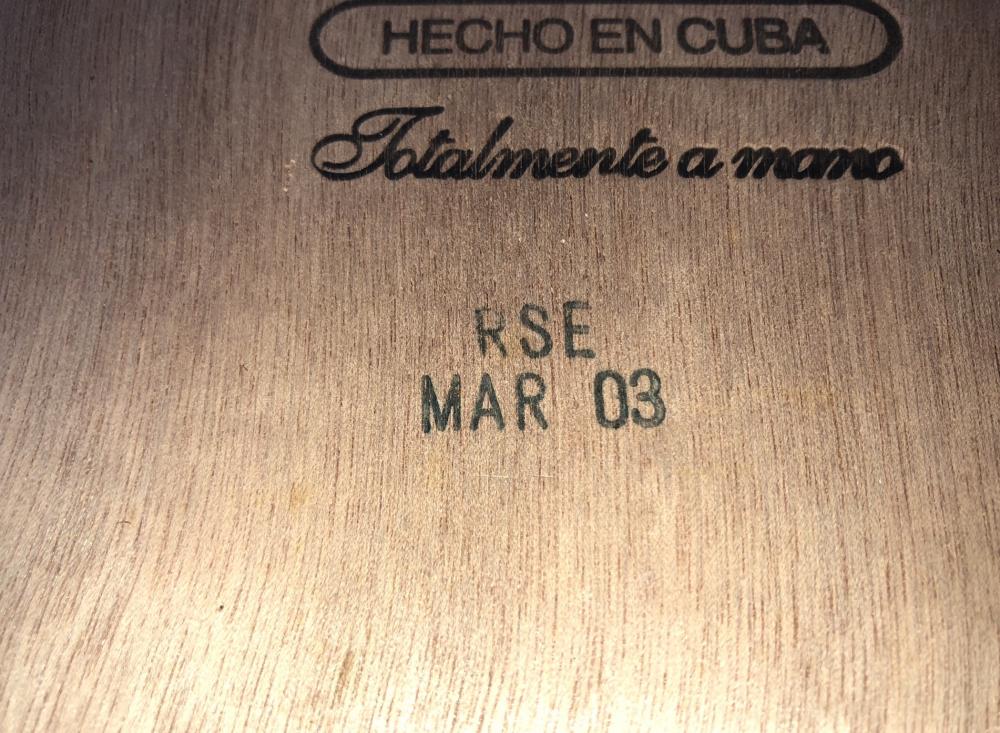 HECHO EN CUBA
Totalmente a mano
RSE
MAR 03